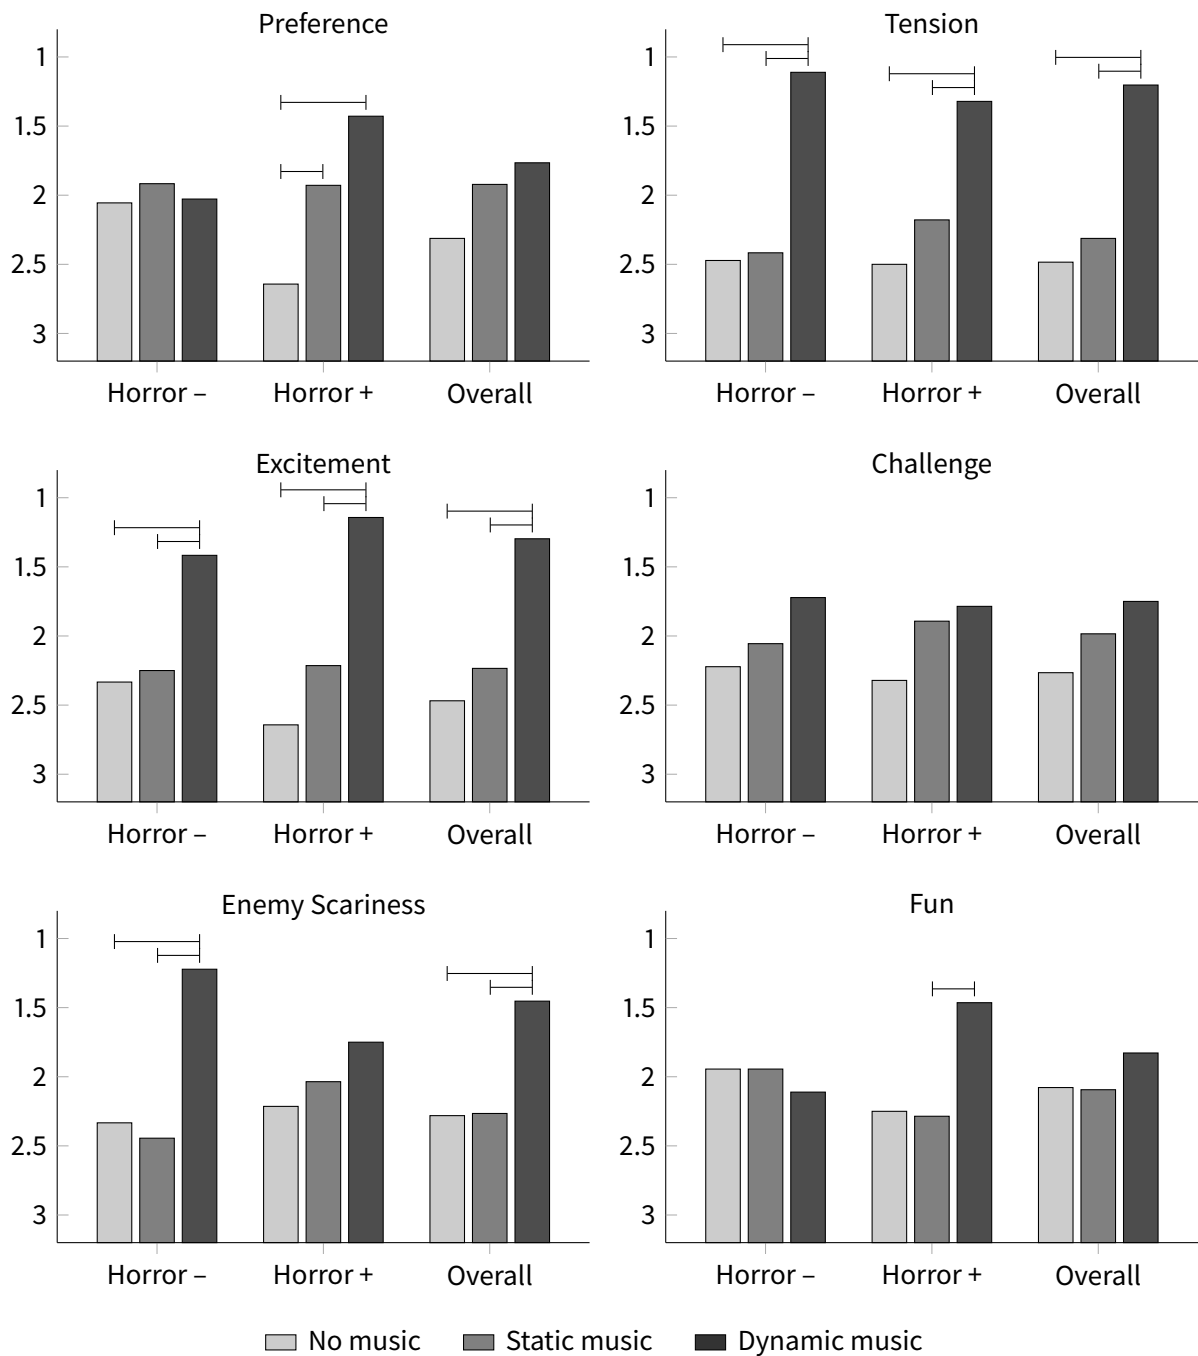 Preference
1
1.5
2
2.5
3
Horror –
Horror +
Overall
Tension
1
1.5
2
2.5
3
Horror –
Horror +
Overall
Excitement
1
1.5
2
2.5
3
Horror –
Horror +
Overall
Challenge
1
1.5
2
2.5
3
Horror –
Horror +
Overall
Enemy Scariness
1
1.5
2
2.5
3
Horror –
Horror +
Overall
Fun
1
1.5
2
2.5
3
Horror –
Horror +
Overall
No music
Static music
Dynamic music